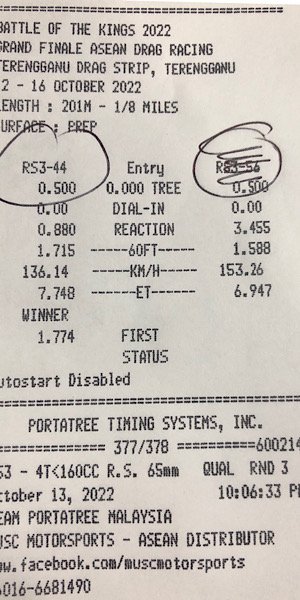 BATTLE OF THE KINGS 2022
GRAND FINALE ASEAN DRAG RACING
TERENGGANU DRAG STRIP, TERENGGANU
2 - 16 OCTOBER 2022
LENGTH : 201M - 1/8 MILES
SURFACE : PREP
RS3-44 Entry RS3-56
0.500 0.000 TREE 0.500
0.00 DIAL-IN 0.00
0.880 REACTION 3.455
1.715 ------60FT------ 1.588
136.14 ------KM/H------ 153.26
7.748 -------ET------- 6.947
WINNER
1.774 FIRST
STATUS
utostart Disabled
PORTATREE TIMING SYSTEMS, INC.
================ 377/378 ===========600214
S3 - 4T<160CC R.S. 65mm QUAL RND 3
ctober 13, 2022 10:06:33 PM
EAM PORTATREE MALAYSIA
USC MOTORSPORTS - ASEAN DISTRIBUTOR
ww.facebook.com/muscmotorsports
6016-6681490